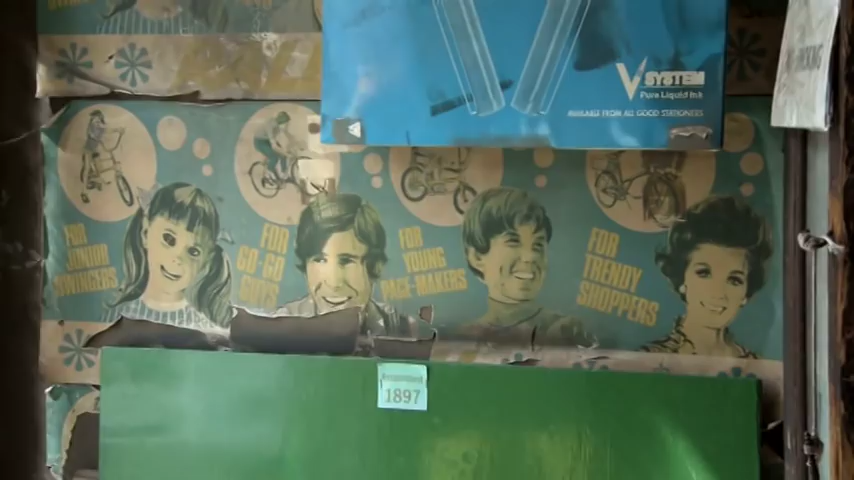 V SYSTEM
Pure Liquid Ink
AVAILABLE FROM ALL GOOD STATIONERS
FOR
JUNIOR
SWINGERS
FOR
GO-GO
GUYS
FOR
YOUNG
PACE-MAKERS
FOR
TRENDY
SHOPPERS
1897